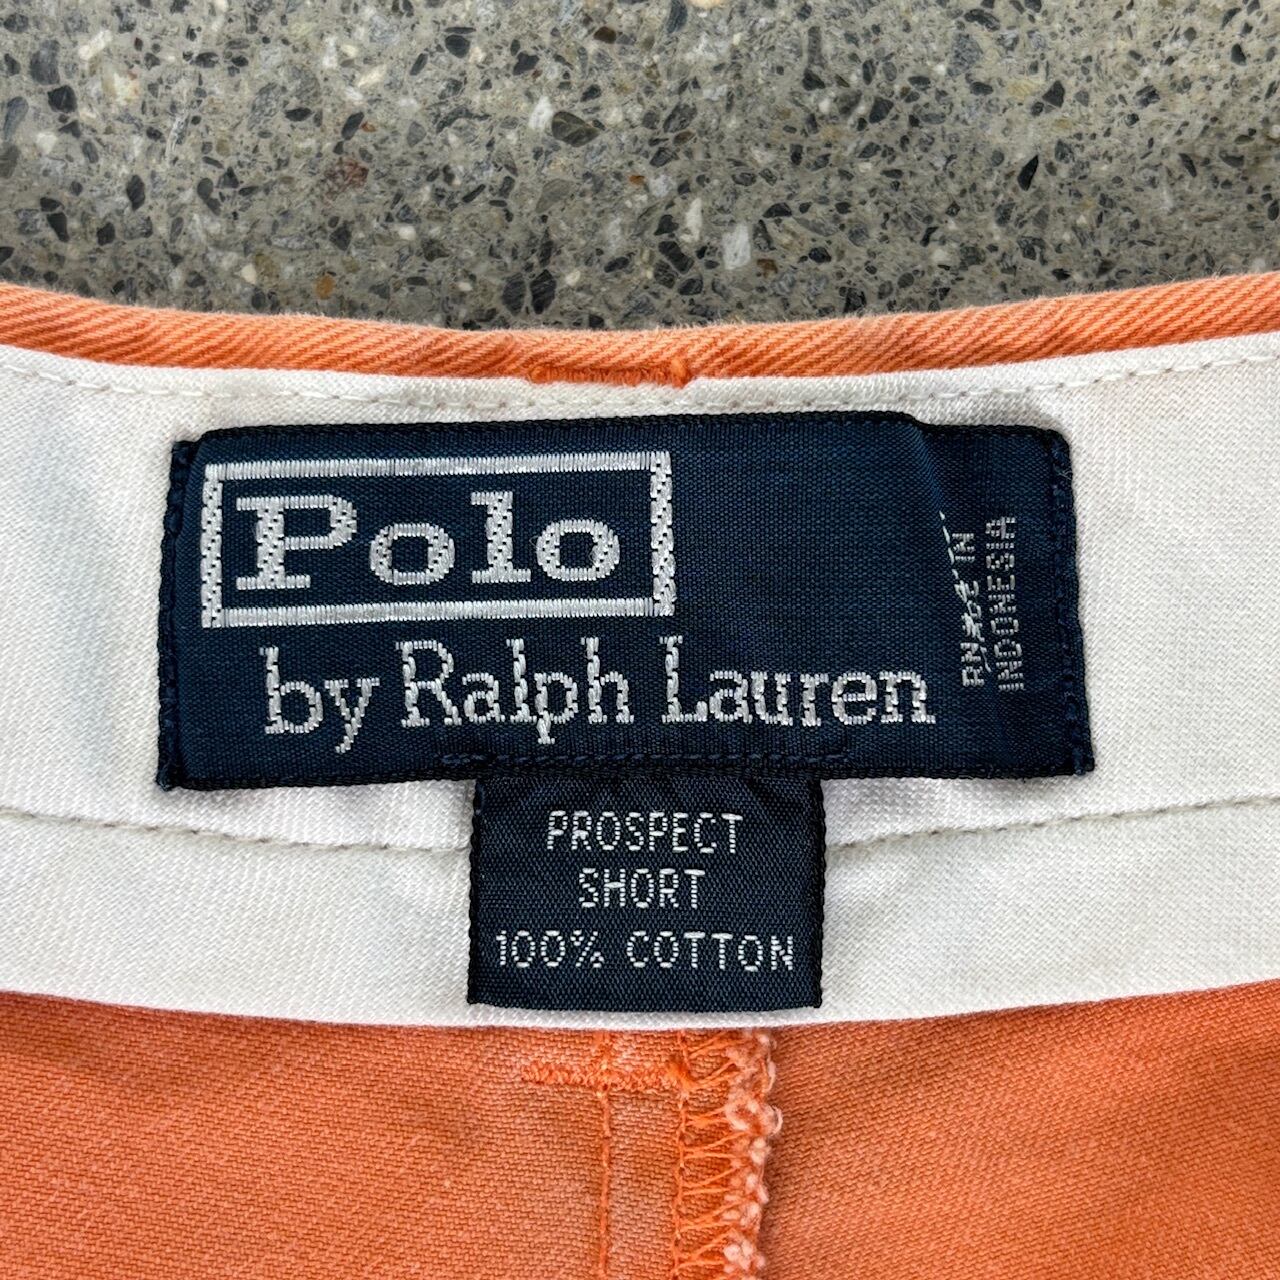 Polo
by Ralph Lauren
MADE IN
INDONESIA
PROSPECT
SHORT
100% COTTON